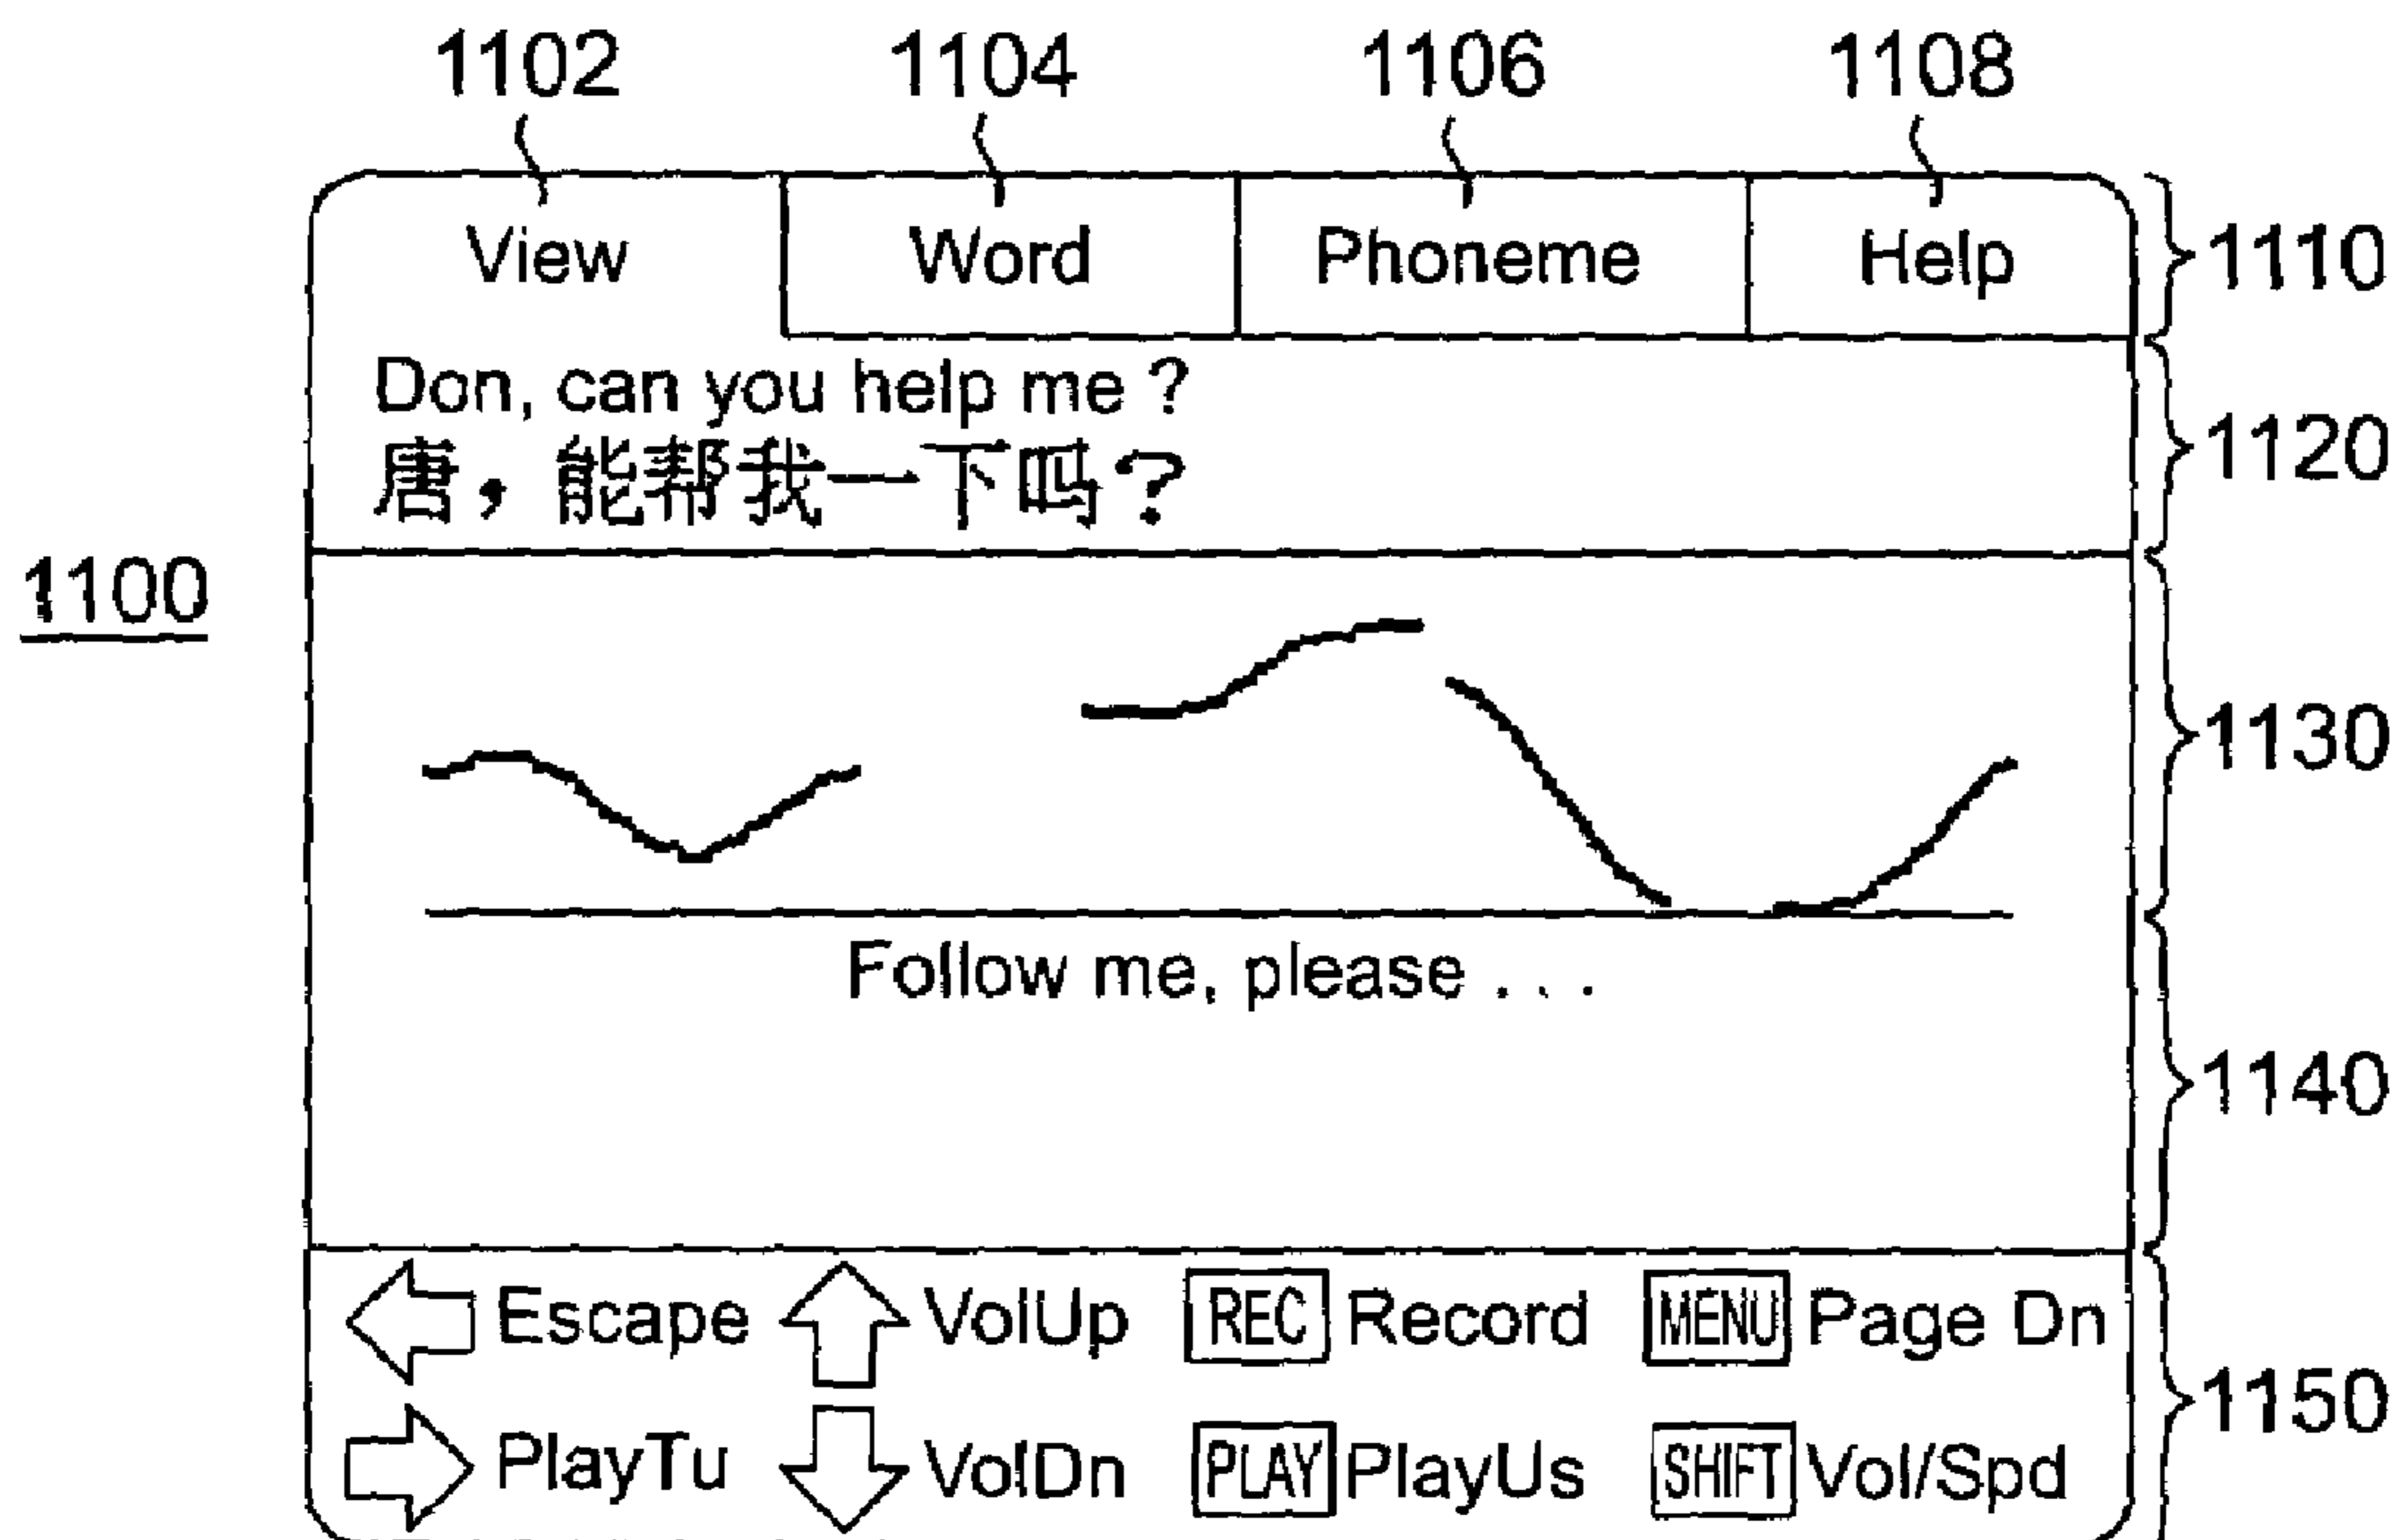 1102 1104 1106 1108
View Word Phoneme Help
1110
Don, can you help me ?
唐，能帮我一下吗？
1120
1100
1130
Follow me, please . . .
1140
Escape VolUp REC Record MENU Page Dn
1150
PlayTu VolDn PLAY PlayUs SHIFT Vol/Spd